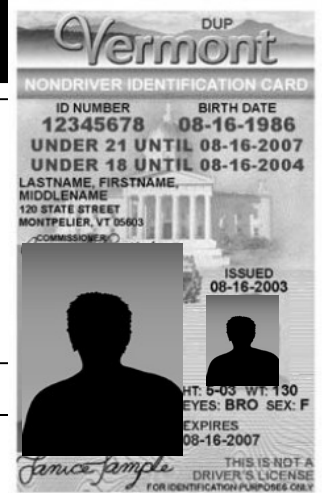 DUP
Vermont
NONDRIVER IDENTIFICATION CARD
ID NUMBER BIRTH DATE
12345678 08-16-1986
UNDER 21 UNTIL 08-16-2007
UNDER 18 UNTIL 08-16-2004
LASTNAME, FIRSTNAME,
MIDDLENAME
120 STATE STREET
MONTPELIER, VT 05603
COMMISSIONER
ISSUED
08-16-2003
HT: 5-03 WT: 130
EYES: BRO SEX: F
EXPIRES
08-16-2007
Janice Sample
THIS IS NOT A
DRIVER'S LICENSE
FOR IDENTIFICATION PURPOSES ONLY